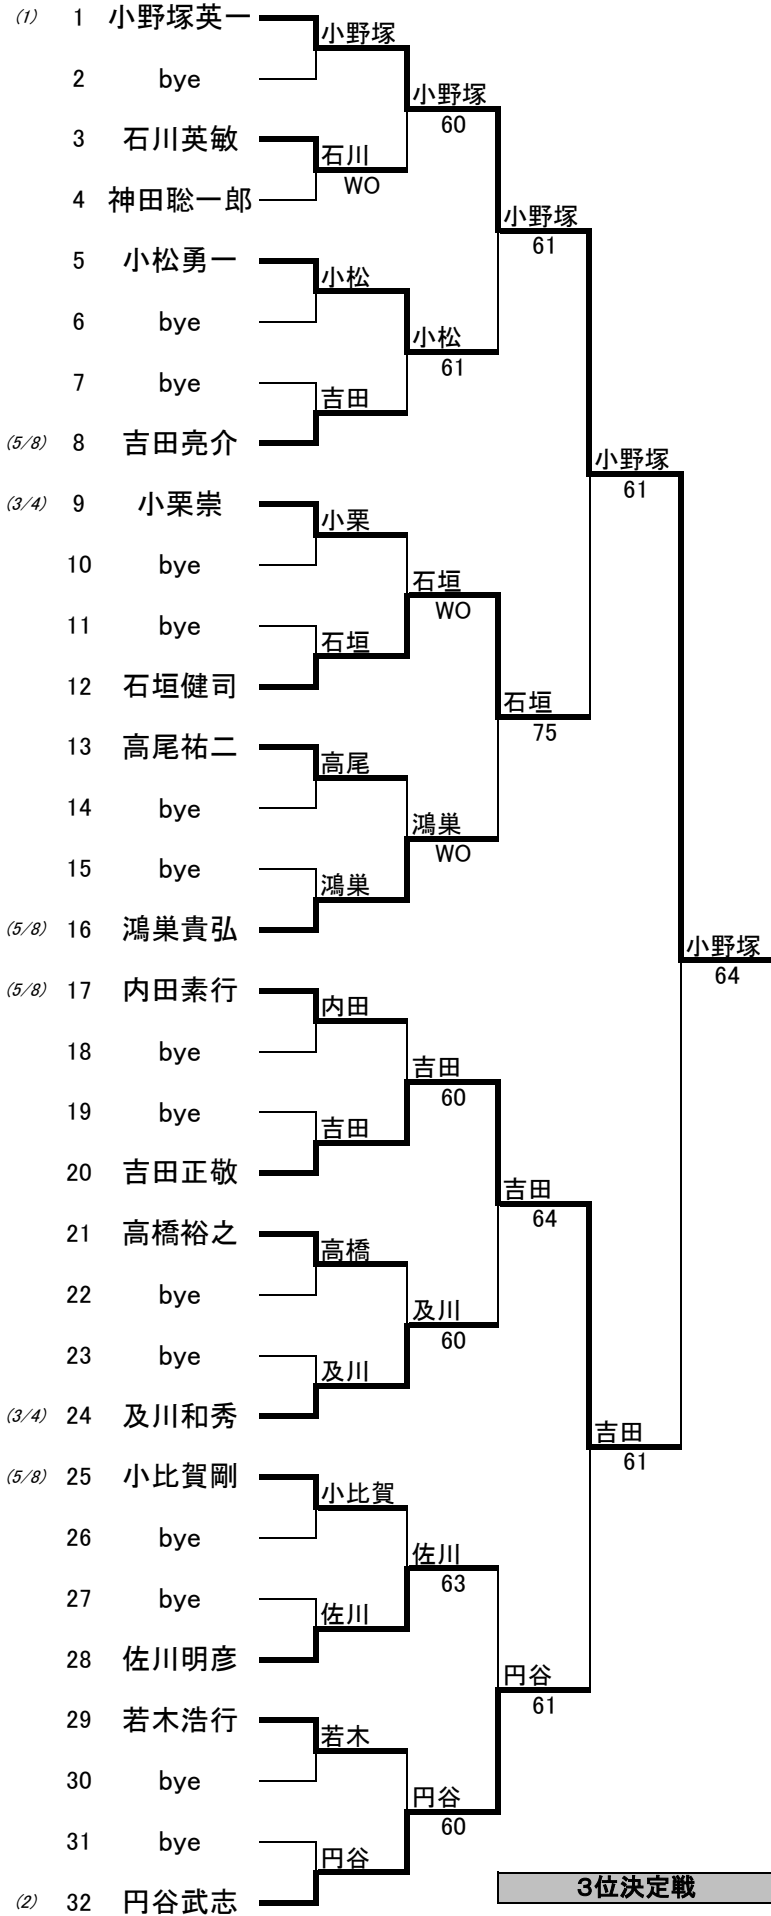 (1) 1 小野塚英一
小野塚
2 bye
小野塚
60
3 石川英敏
石川
WO
4 神田聡一郎
小野塚
61
5 小松勇一
小松
6 bye
小松
61
7 bye
吉田
(5/8) 8 吉田亮介
小野塚
61
(3/4) 9 小栗崇
小栗
10 bye
石垣
WO
11 bye
石垣
12 石垣健司
石垣
75
13 高尾祐二
高尾
14 bye
鴻巣
WO
15 bye
鴻巣
(5/8) 16 鴻巣貴弘
小野塚
64
(5/8) 17 内田素行
内田
18 bye
吉田
60
19 bye
吉田
20 吉田正敬
吉田
64
21 高橋裕之
高橋
22 bye
及川
60
23 bye
及川
(3/4) 24 及川和秀
吉田
61
(5/8) 25 小比賀剛
小比賀
26 bye
佐川
63
27 bye
佐川
28 佐川明彦
円谷
61
29 若木浩行
若木
30 bye
円谷
60
31 bye
円谷
3位決定戦
(2) 32 円谷武志